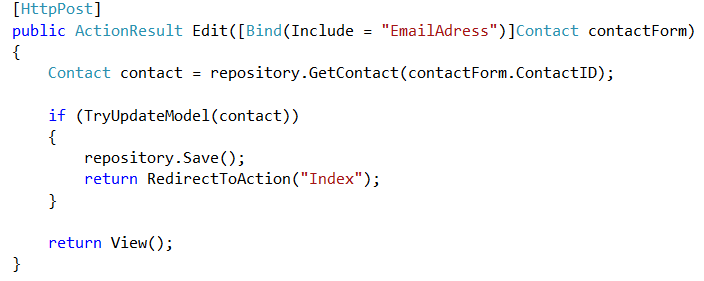 [HttpPost]
public ActionResult Edit([Bind(Include = "EmailAdress")]Contact contactForm)
{
    Contact contact = repository.GetContact(contactForm.ContactID);

    if (TryUpdateModel(contact))
    {
        repository.Save();
        return RedirectToAction("Index");
    }

    return View();
}